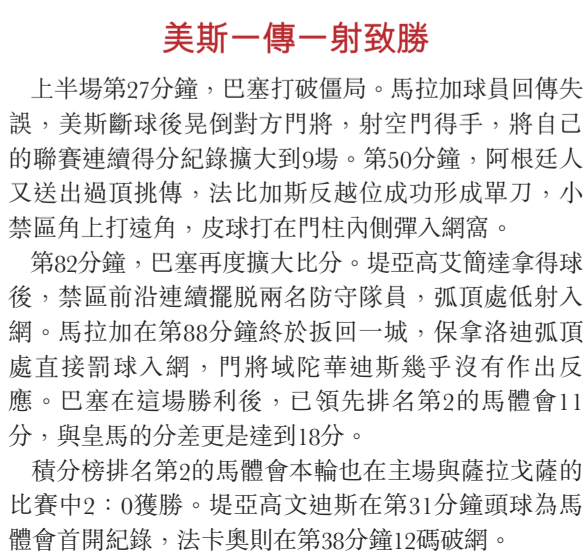 美斯一傳一射致勝
上半場第27分鐘，巴塞打破僵局。馬拉加球員回傳失
誤，美斯斷球後晃倒對方門將，射空門得手，將自己
的聯賽連續得分紀錄擴大到9場。第50分鐘，阿根廷人
又送出過頂挑傳，法比加斯反越位成功形成單刀，小
禁區角上打遠角，皮球打在門柱內側彈入網窩。
第82分鐘，巴塞再度擴大比分。堤亞高艾簡達拿得球
後，禁區前沿連續擺脫兩名防守隊員，弧頂處低射入
網。馬拉加在第88分鐘終於扳回一城，保拿洛迪弧頂
處直接罰球入網，門將域陀華迪斯幾乎沒有作出反
應。巴塞在這場勝利後，已領先排名第2的馬體會11
分，與皇馬的分差更是達到18分。
積分榜排名第2的馬體會本輪也在主場與薩拉戈薩的
比賽中2：0獲勝。堤亞高文迪斯在第31分鐘頭球為馬
體會首開紀錄，法卡奧則在第38分鐘12碼破網。